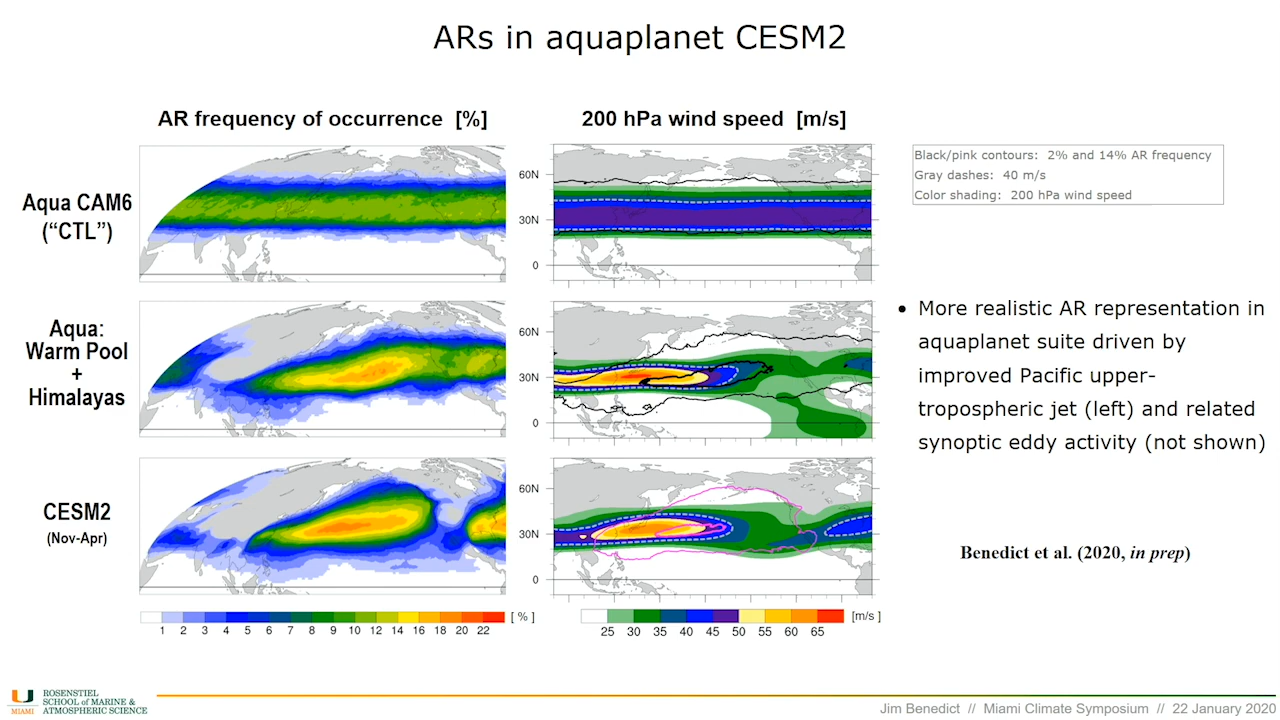 ARs in aquaplanet CESM2
AR frequency of occurrence [%]
200 hPa wind speed [m/s]
Black/pink contours: 2% and 14% AR frequency
Gray dashes: 40 m/s
Color shading: 200 hPa wind speed
Aqua CAM6
(“CTL”)
60N
30N
0
Aqua:
Warm Pool
+
Himalayas
60N
30N
0
• More realistic AR representation in
aquaplanet suite driven by
improved Pacific upper-
tropospheric jet (left) and related
synoptic eddy activity (not shown)
CESM2
(Nov-Apr)
60N
30N
0
Benedict et al. (2020, in prep)
[ % ]
1 2 3 4 5 6 7 8 9 10 12 14 16 18 20 22
[m/s ]
25 30 35 40 45 50 55 60 65
U
MIAMI
ROSENSTIEL
SCHOOL of MARINE &
ATMOSPHERIC SCIENCE
Jim Benedict // Miami Climate Symposium // 22 January 2020